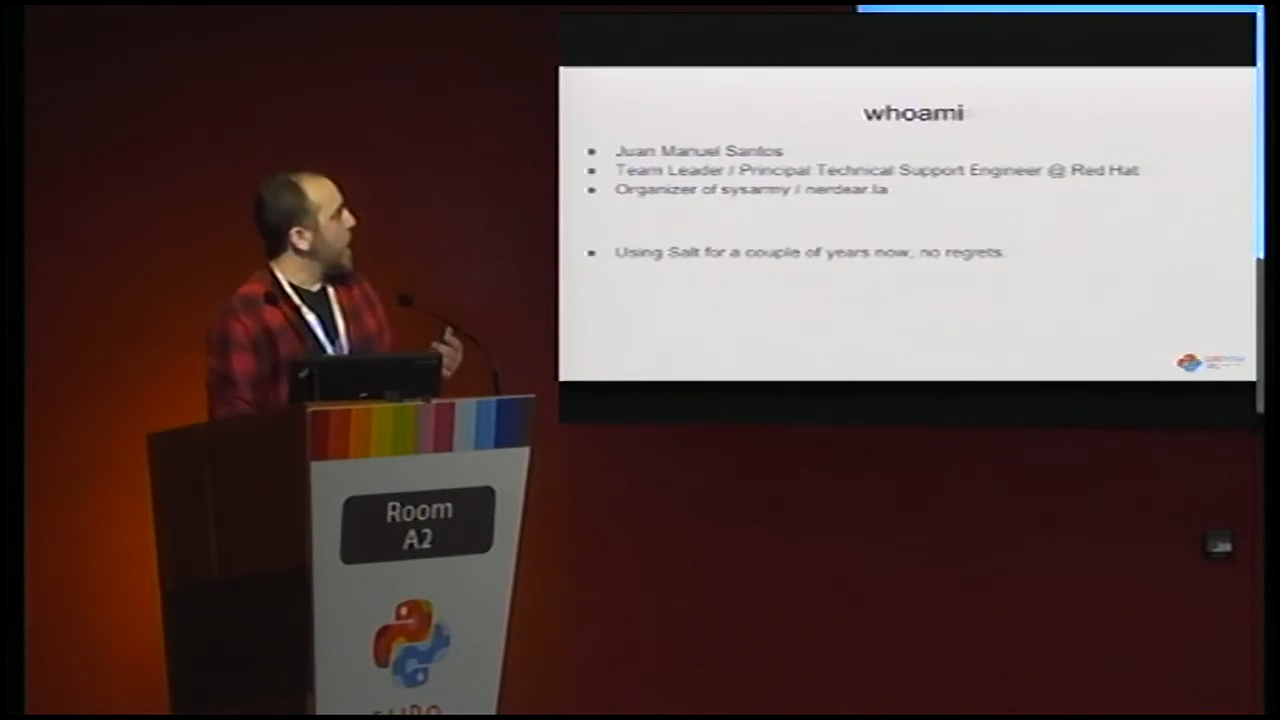 whoami
Juan Manuel Santos
Team Leader / Principal Technical Support Engineer @ Red Hat
Organizer of sysarmy / nerdear.la
Using Salt for a couple of years now, no regrets.
Room
A2
EURO